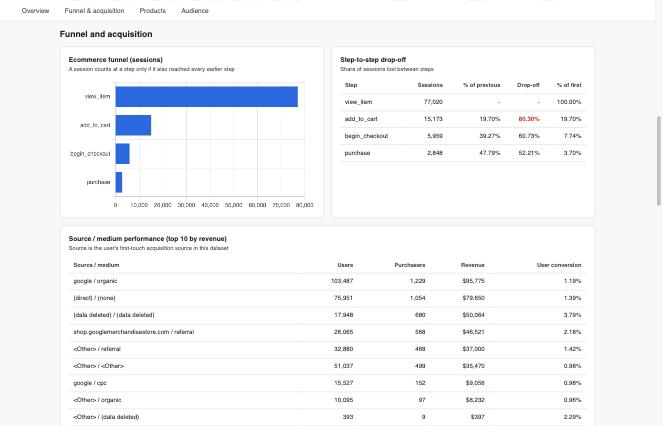 Overview Funnel & acquisition Products Audience
Funnel and acquisition
Ecommerce funnel (sessions)
A session counts at a step only if it also reached every earlier step
view_item
add_to_cart
begin_checkout
purchase
0 10,000 20,000 30,000 40,000 50,000 60,000 70,000 80,000
Step-to-step drop-off
Share of sessions lost between steps
Step Sessions % of previous Drop-off % of first
view_item 77,020 - - 100.00%
add_to_cart 15,173 19.70% 80.30% 19.70%
begin_checkout 5,959 39.27% 60.73% 7.74%
purchase 2,848 47.79% 52.21% 3.70%
Source / medium performance (top 10 by revenue)
Source is the user's first-touch acquisition source in this dataset
Source / medium Users Purchasers Revenue User conversion
google / organic 103,487 1,229 $95,775 1.19%
(direct) / (none) 75,951 1,054 $79,650 1.39%
(data deleted) / (data deleted) 17,948 680 $50,064 3.79%
shop.googlemerchandisestore.com / referral 26,065 568 $46,521 2.18%
<Other> / referral 32,880 468 $37,000 1.42%
<Other> / <Other> 51,037 499 $35,470 0.98%
google / cpc 15,527 152 $9,056 0.98%
<Other> / organic 10,095 97 $8,232 0.96%
<Other> / (data deleted) 393 9 $397 2.29%